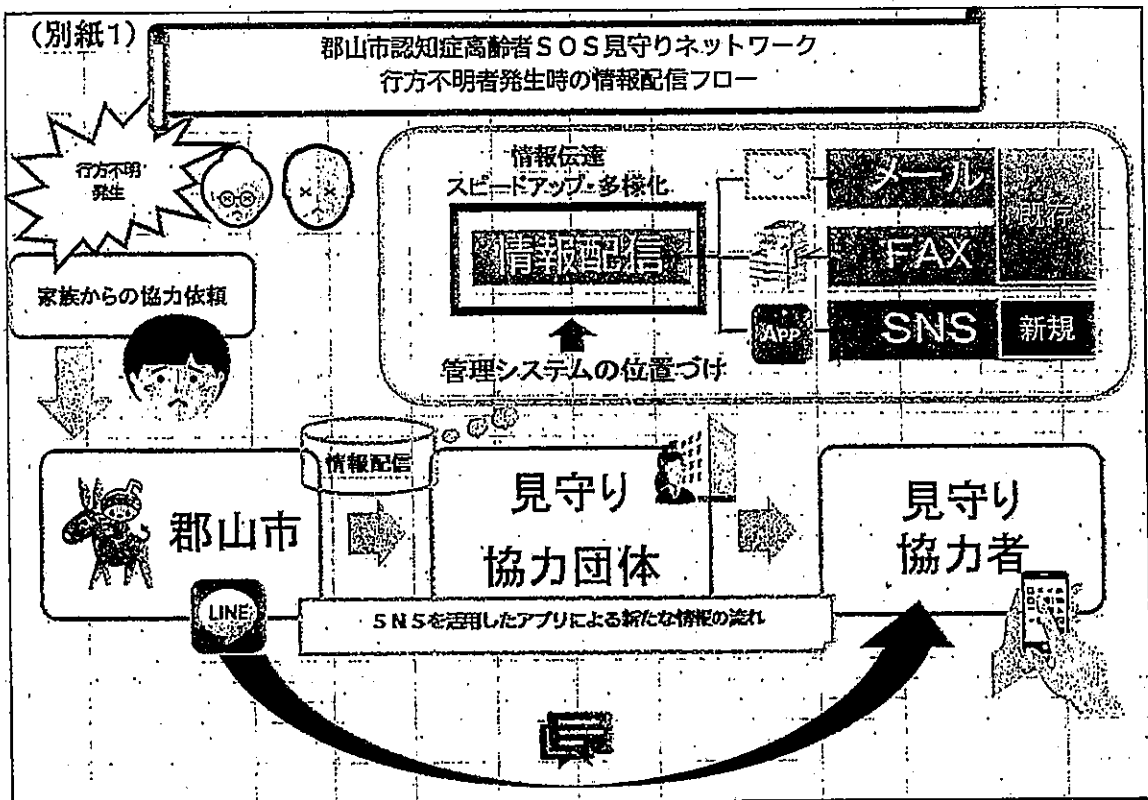 (別紙1)
郡山市認知症高齢者SOS見守りネットワーク
行方不明者発生時の情報配信フロー
行方不明
発生
情報伝達
スピードアップ・多様化
情報配信
メール
既存
FAX
App
SNS
新規
管理システムの位置づけ
家族からの協力依頼
郡山市
情報配信
見守り
協力団体
見守り
協力者
LINE
SNSを活用したアプリによる新たな情報の流れ